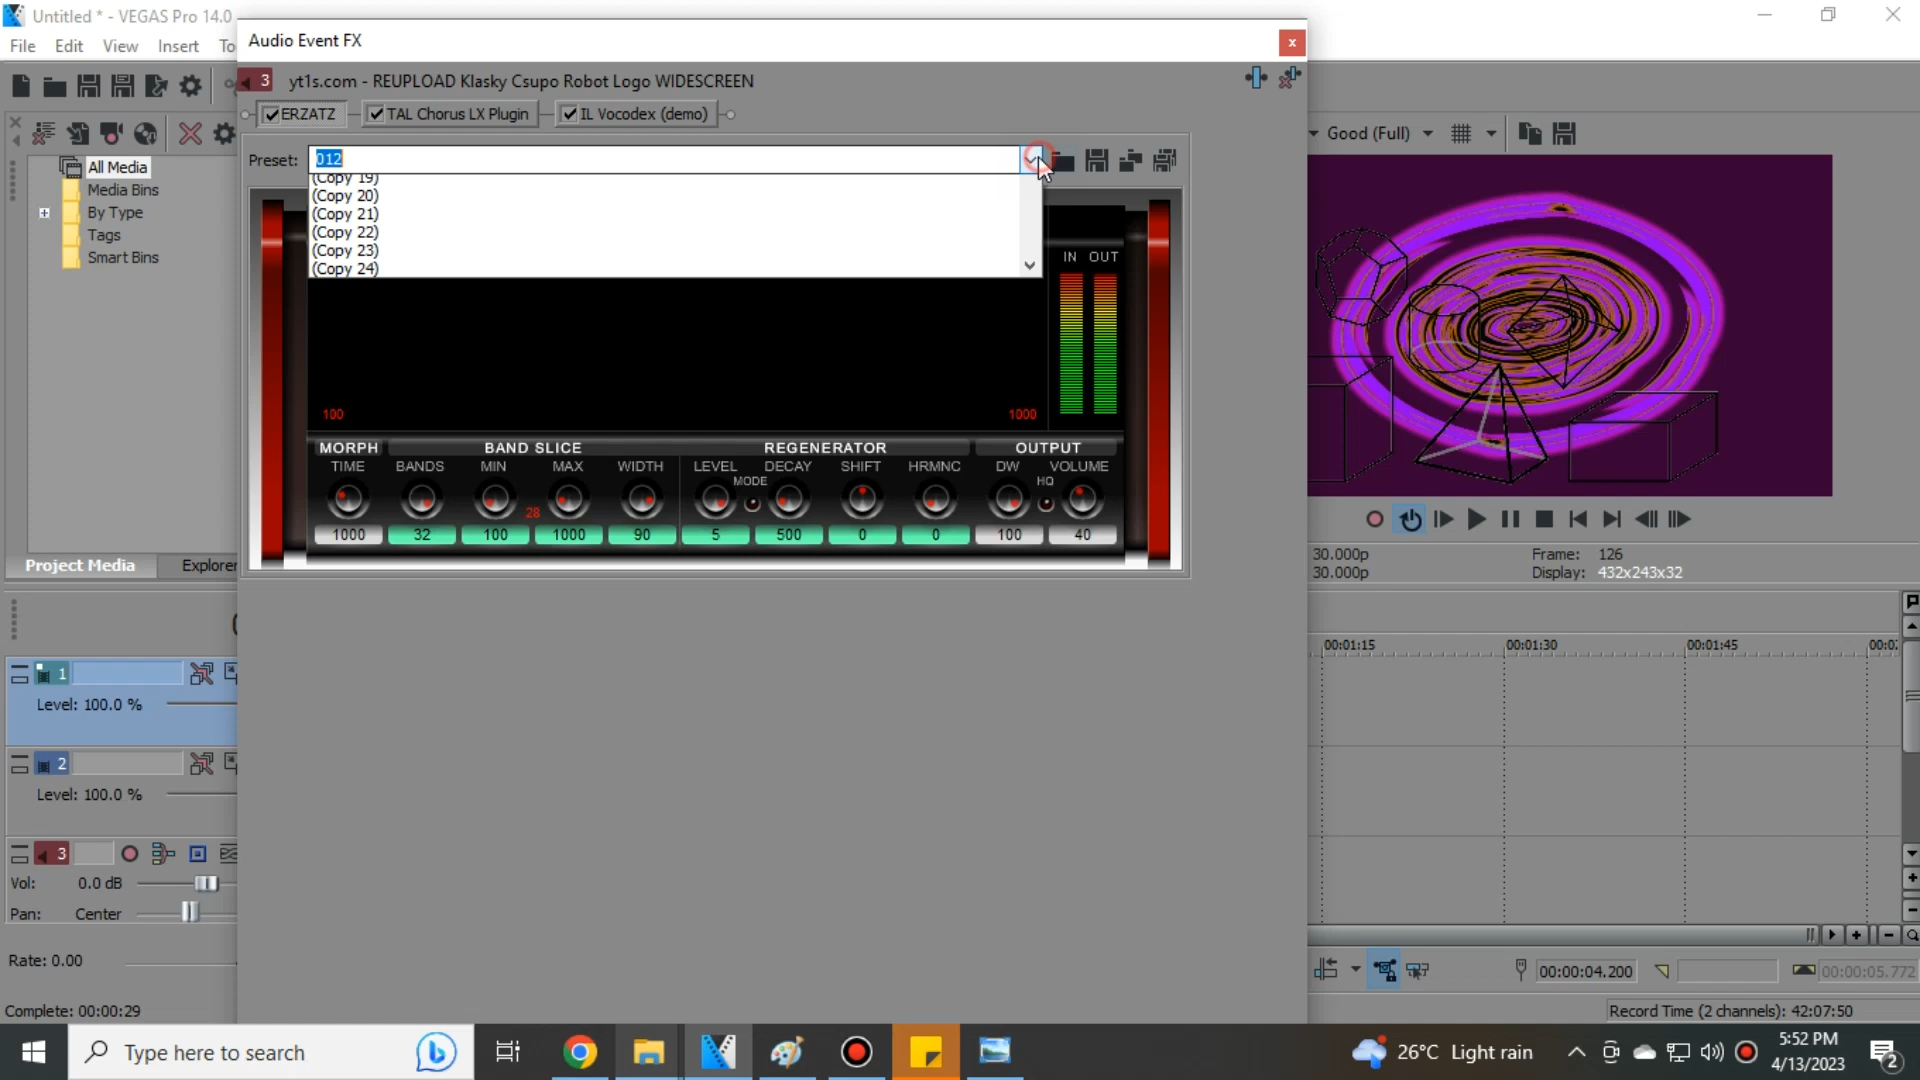 Untitled * - VEGAS Pro 14.0
File Edit View Insert To
Audio Event FX
x
3 yt1s.com - REUPLOAD Klasky Csupo Robot Logo WIDESCREEN
ERZATZ TAL Chorus LX Plugin IL Vocodex (demo)
Preset: 012
(Copy 19)
(Copy 20)
(Copy 21)
(Copy 22)
(Copy 23)
(Copy 24)
All Media
Media Bins
By Type
Tags
Smart Bins
Good (Full)
IN OUT
100 1000
MORPH BAND SLICE REGENERATOR OUTPUT
TIME BANDS MIN MAX WIDTH LEVEL DECAY SHIFT HRMNC DW VOLUME
MODE HQ
28
1000 32 100 1000 90 5 500 0 0 100 40
Project Media Explorer
30.000p Frame: 126
30.000p Display: 432x243x32
1
Level: 100.0 %
2
Level: 100.0 %
3
Vol: 0.0 dB
Pan: Center
Rate: 0.00
Complete: 00:00:29
00:01:15 00:01:30 00:01:45 00:02
00:00:04.200 00:00:05.772
Record Time (2 channels): 42:07:50
Type here to search
26°C Light rain
5:52 PM
4/13/2023
2